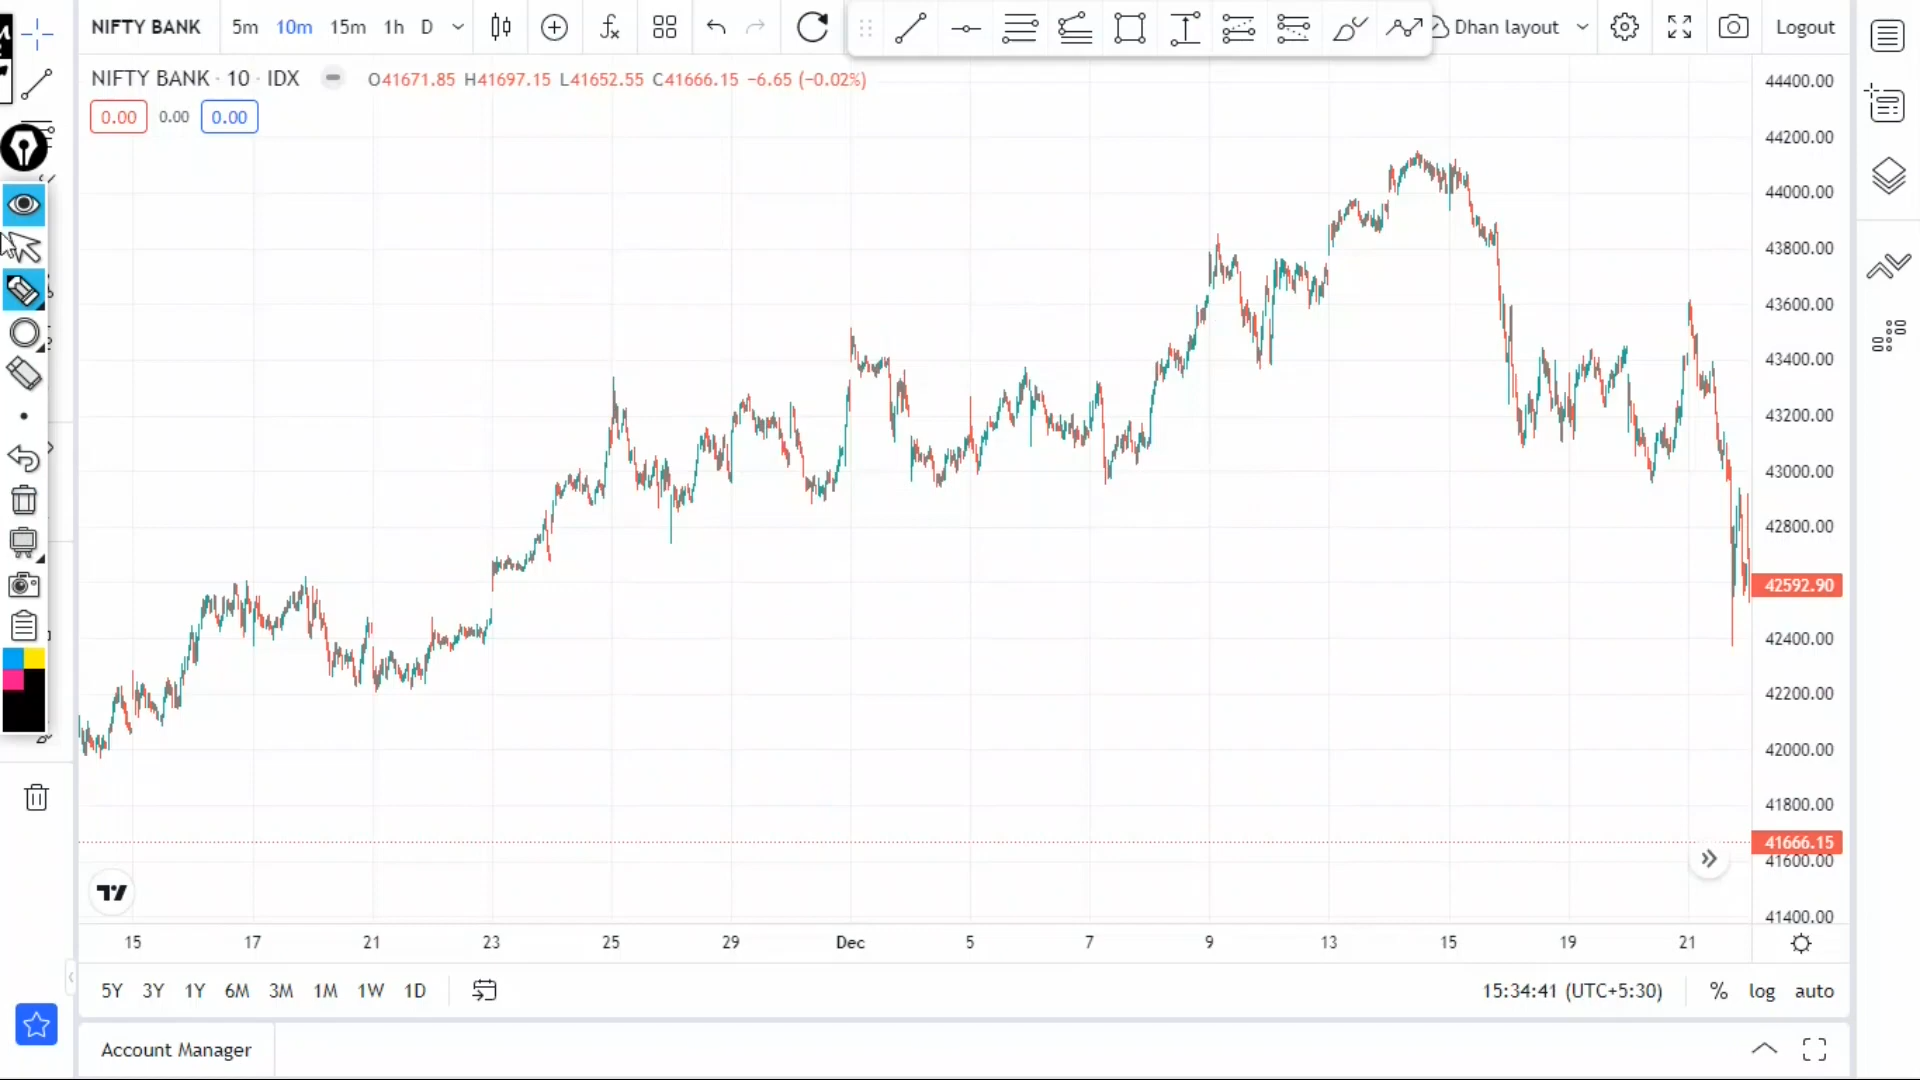 NIFTY BANK 5m 10m 15m 1h D Dhan layout Logout
NIFTY BANK · 10 · IDX O41671.85 H41697.15 L41652.55 C41666.15 −6.65 (−0.02%)
0.00 0.00 0.00
44400.00
44200.00
44000.00
43800.00
43600.00
43400.00
43200.00
43000.00
42800.00
42592.90
42400.00
42200.00
42000.00
41800.00
41666.15
41600.00
41400.00
15 17 21 23 25 29 Dec 5 7 9 13 15 19 21
5Y 3Y 1Y 6M 3M 1M 1W 1D 15:34:41 (UTC+5:30) % log auto
Account Manager